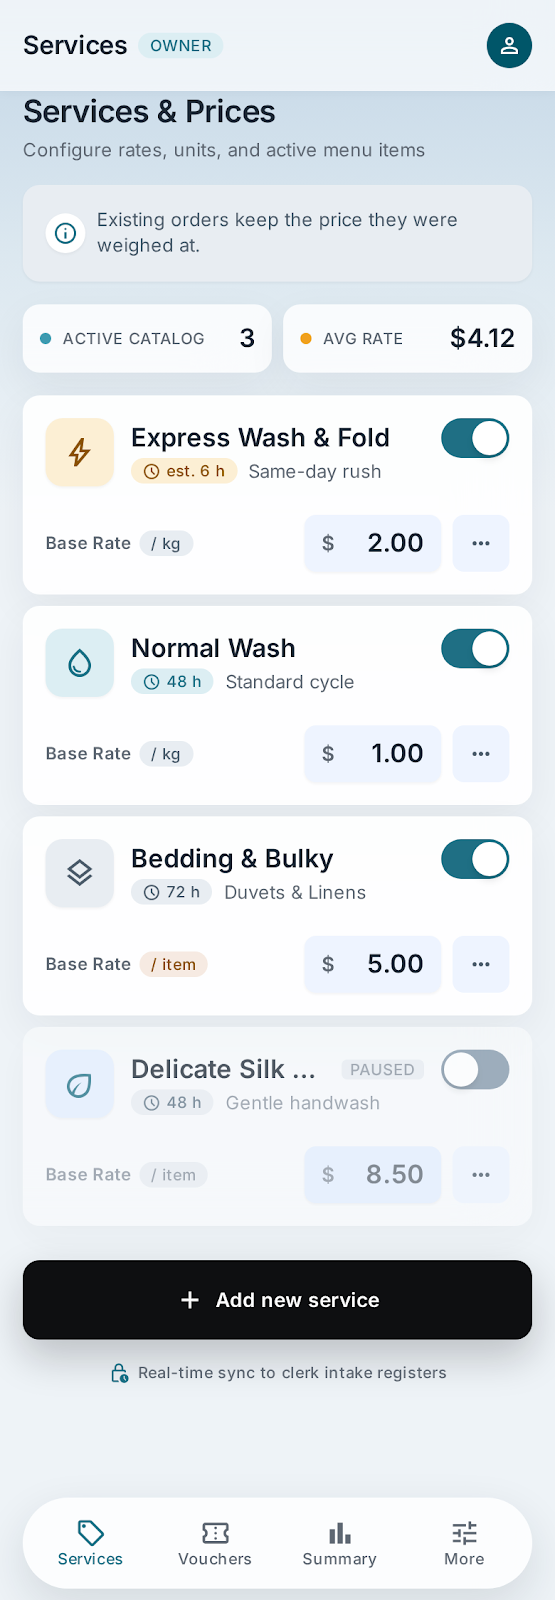 Services OWNER
Services & Prices
Configure rates, units, and active menu items
Existing orders keep the price they were
weighed at.
ACTIVE CATALOG 3
AVG RATE $4.12
Express Wash & Fold
est. 6 h Same-day rush
Base Rate / kg $ 2.00
Normal Wash
48 h Standard cycle
Base Rate / kg $ 1.00
Bedding & Bulky
72 h Duvets & Linens
Base Rate / item $ 5.00
Delicate Silk ... PAUSED
48 h Gentle handwash
Base Rate / item $ 8.50
+ Add new service
Real-time sync to clerk intake registers
Services Vouchers Summary More